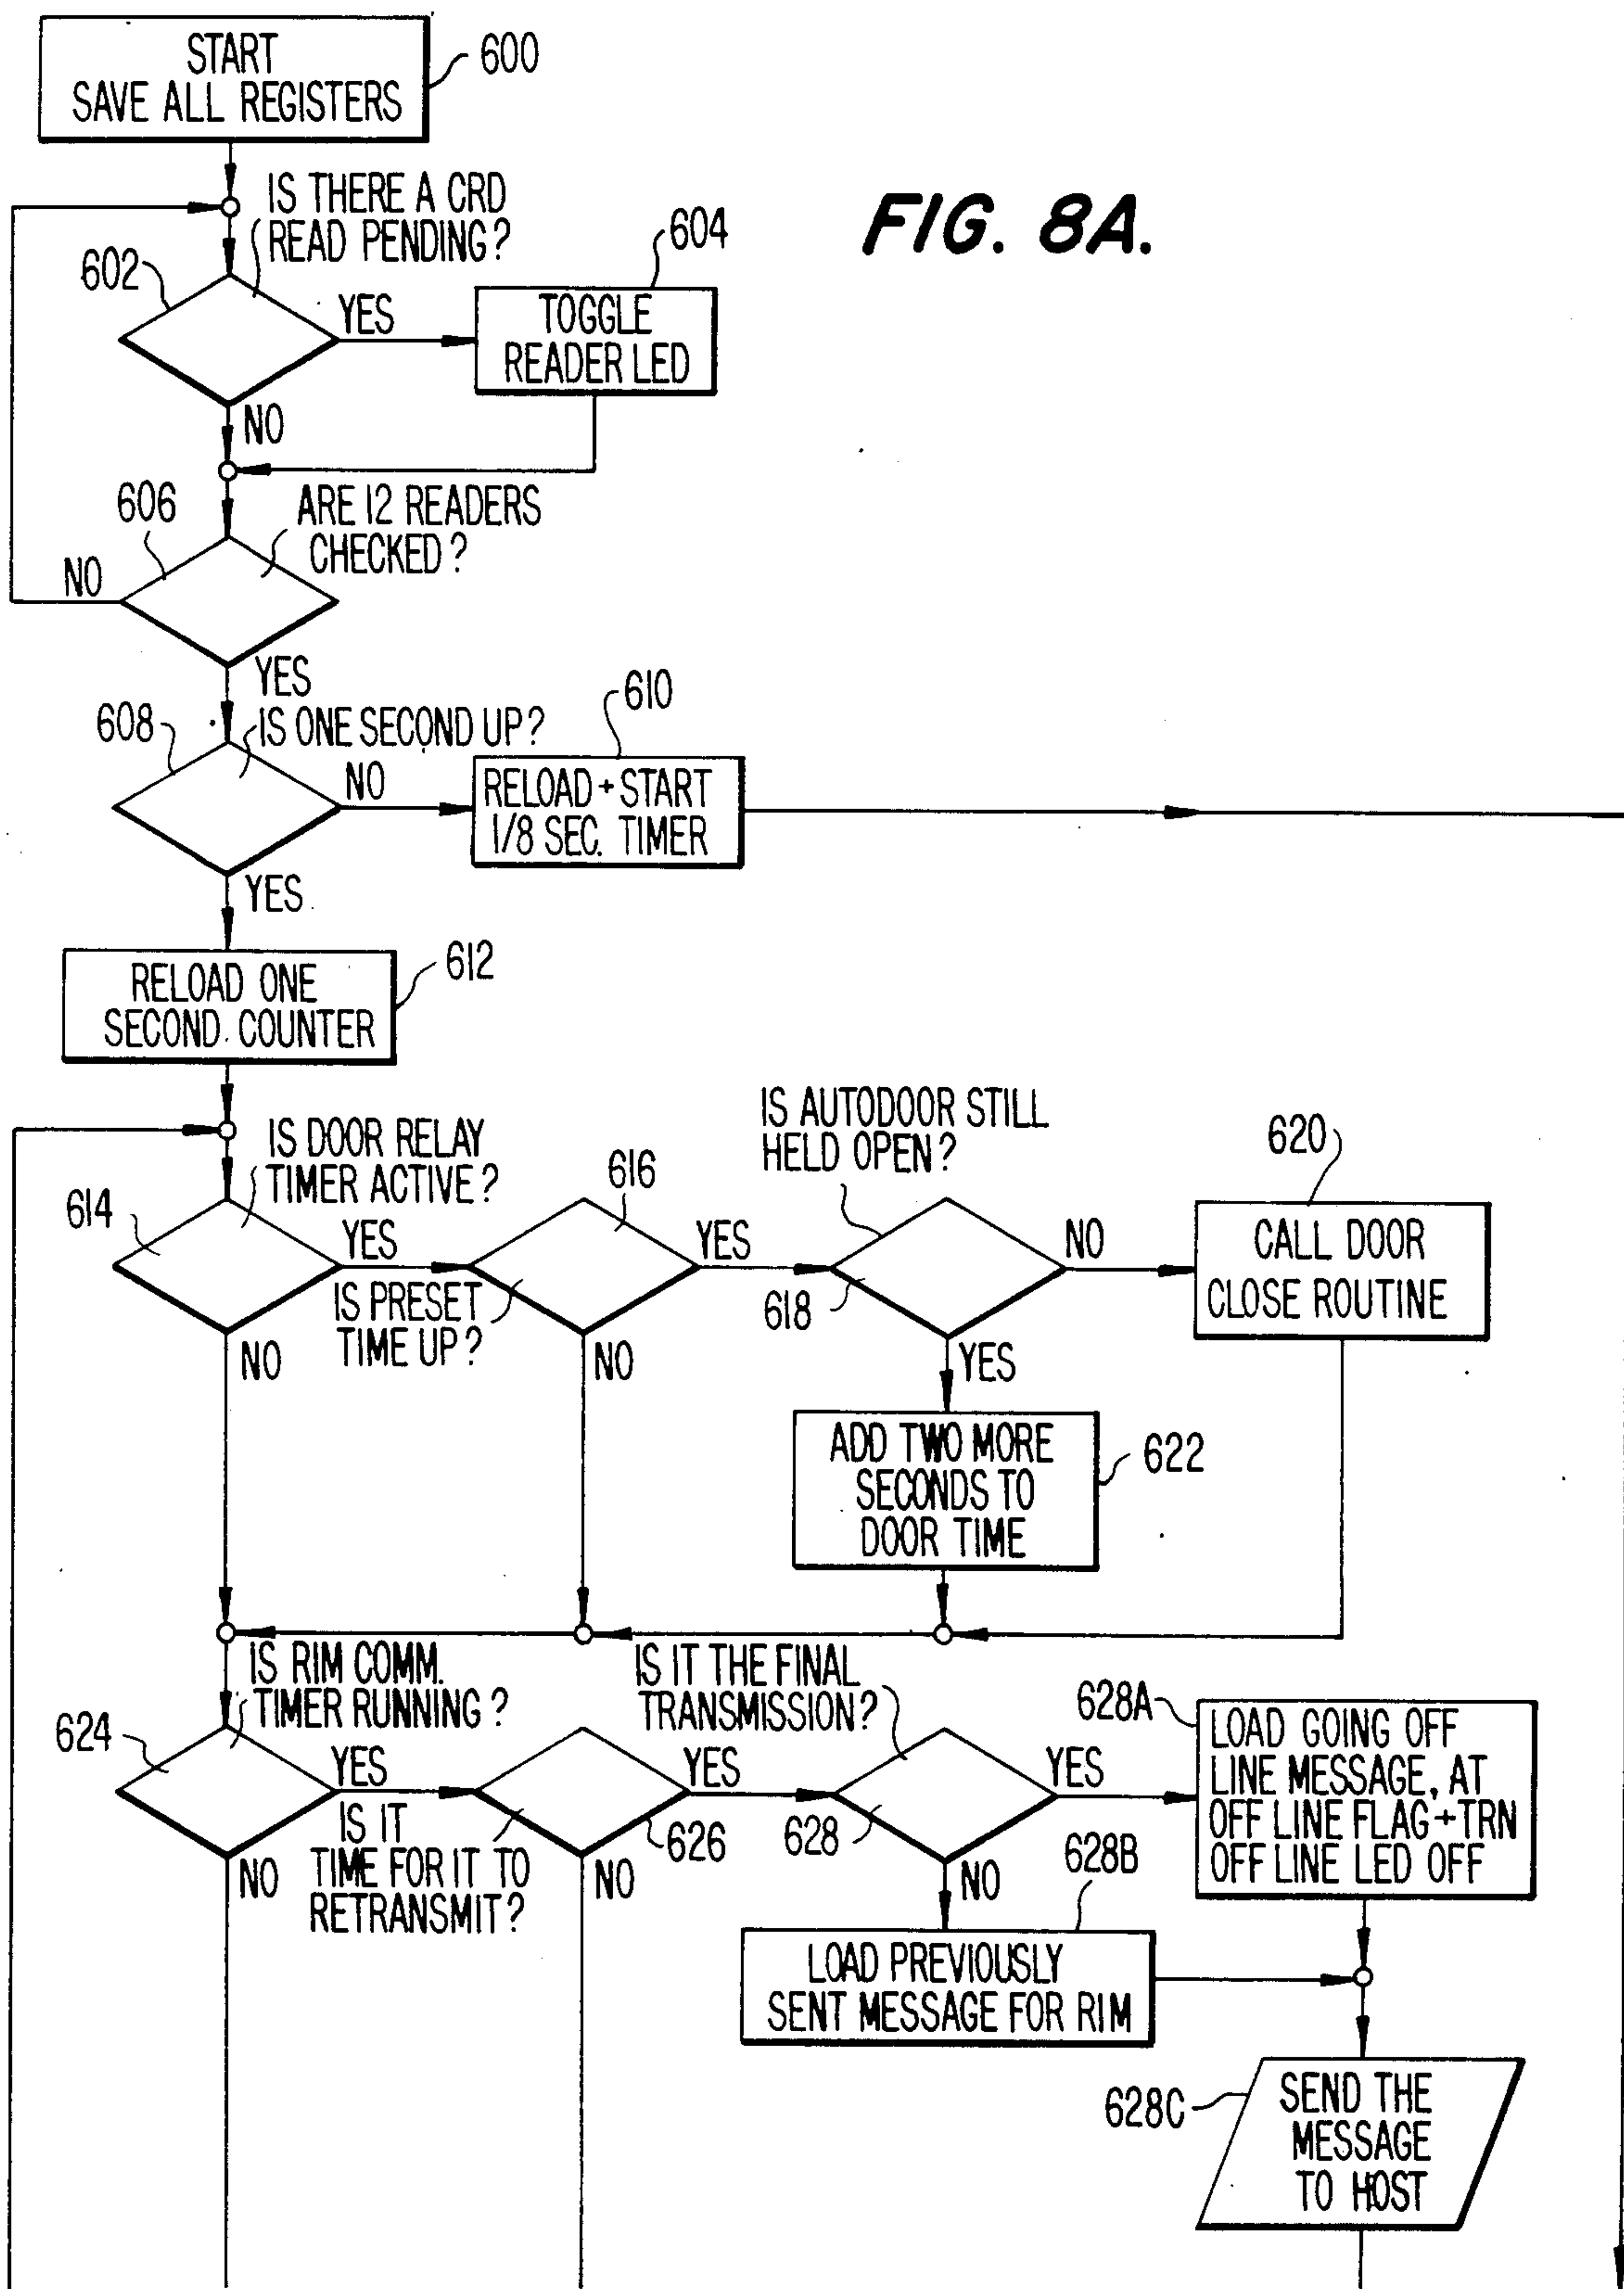 START
SAVE ALL REGISTERS
600
FIG. 8A.
IS THERE A CRD
READ PENDING?
602
YES
604
TOGGLE
READER LED
NO
606
ARE 12 READERS
CHECKED?
NO
YES
608
IS ONE SECOND UP?
NO
610
RELOAD + START
1/8 SEC. TIMER
YES
RELOAD ONE
SECOND COUNTER
612
IS DOOR RELAY
TIMER ACTIVE?
614
YES
616
IS PRESET
TIME UP?
YES
IS AUTODOOR STILL
HELD OPEN?
618
NO
620
CALL DOOR
CLOSE ROUTINE
NO
NO
YES
ADD TWO MORE
SECONDS TO
DOOR TIME
622
IS RIM COMM.
TIMER RUNNING?
624
YES
IS IT
TIME FOR IT TO
RETRANSMIT?
626
YES
IS IT THE FINAL
TRANSMISSION?
628
YES
628A
LOAD GOING OFF
LINE MESSAGE, AT
OFF LINE FLAG + TRN
OFF LINE LED OFF
NO
NO
NO
628B
LOAD PREVIOUSLY
SENT MESSAGE FOR RIM
628C
SEND THE
MESSAGE
TO HOST